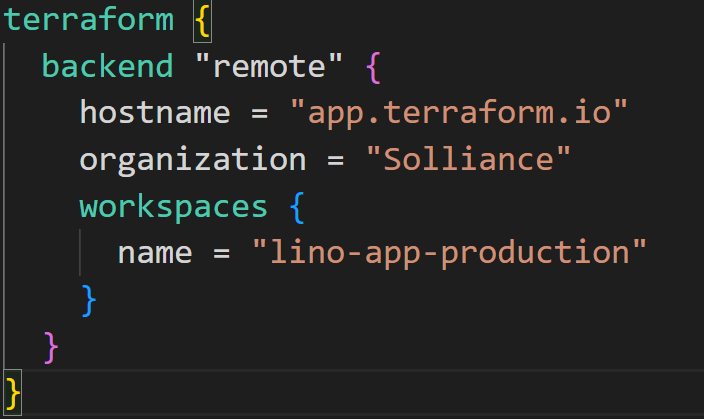 terraform {
  backend "remote" {
    hostname = "app.terraform.io"
    organization = "Solliance"
    workspaces {
      name = "lino-app-production"
    }
  }
}